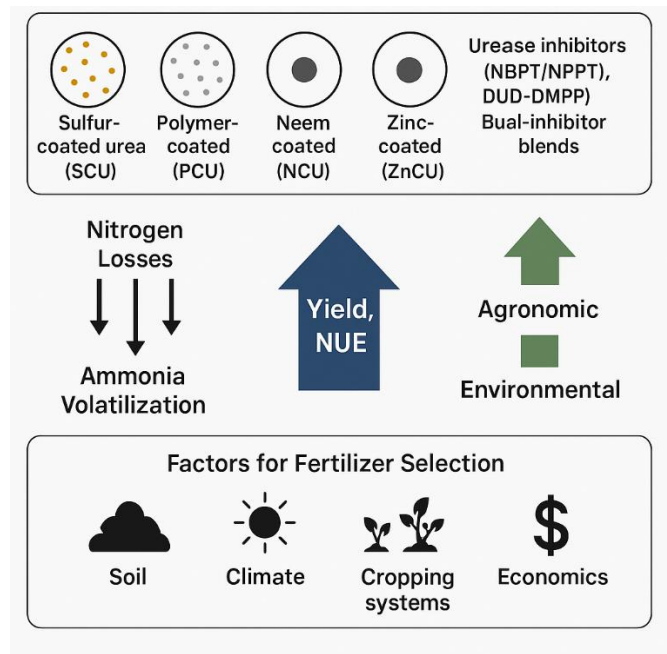 Sulfur-
coated urea
(SCU)
Polymer-
coated
(PCU)
Neem
coated
(NCU)
Zinc-
coated
(ZnCU)
Urease inhibitors
(NBPT/NPPT),
DUD-DMPP)
Bual-inhibitor
blends
Nitrogen
Losses
Ammonia
Volatilization
Yield,
NUE
Agronomic
Environmental
Factors for Fertilizer Selection
Soil
Climate
Cropping
systems
$
Economics